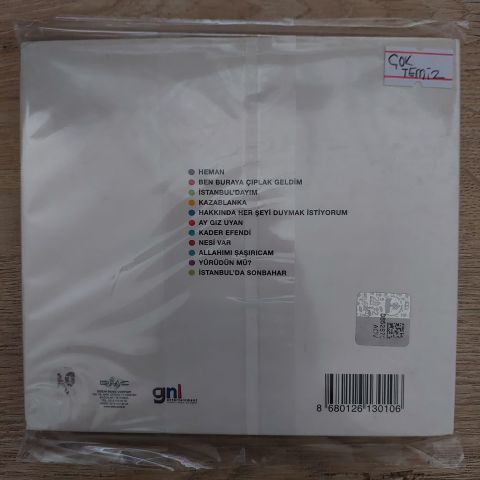 ÇOK
TEMİZ
HEMAN
BEN BURAYA ÇIPLAK GELDİM
İSTANBUL'DAYIM
KAZABLANKA
HAKKINDA HER ŞEYİ DUYMAK İSTİYORUM
AY GIZ UYAN
KADER EFENDİ
NESİ VAR
ALLAHIMI ŞAŞIRICAM
YÜRÜDÜN MÜ?
İSTANBUL'DA SONBAHAR
gnl
entertainment
8 680126 130106